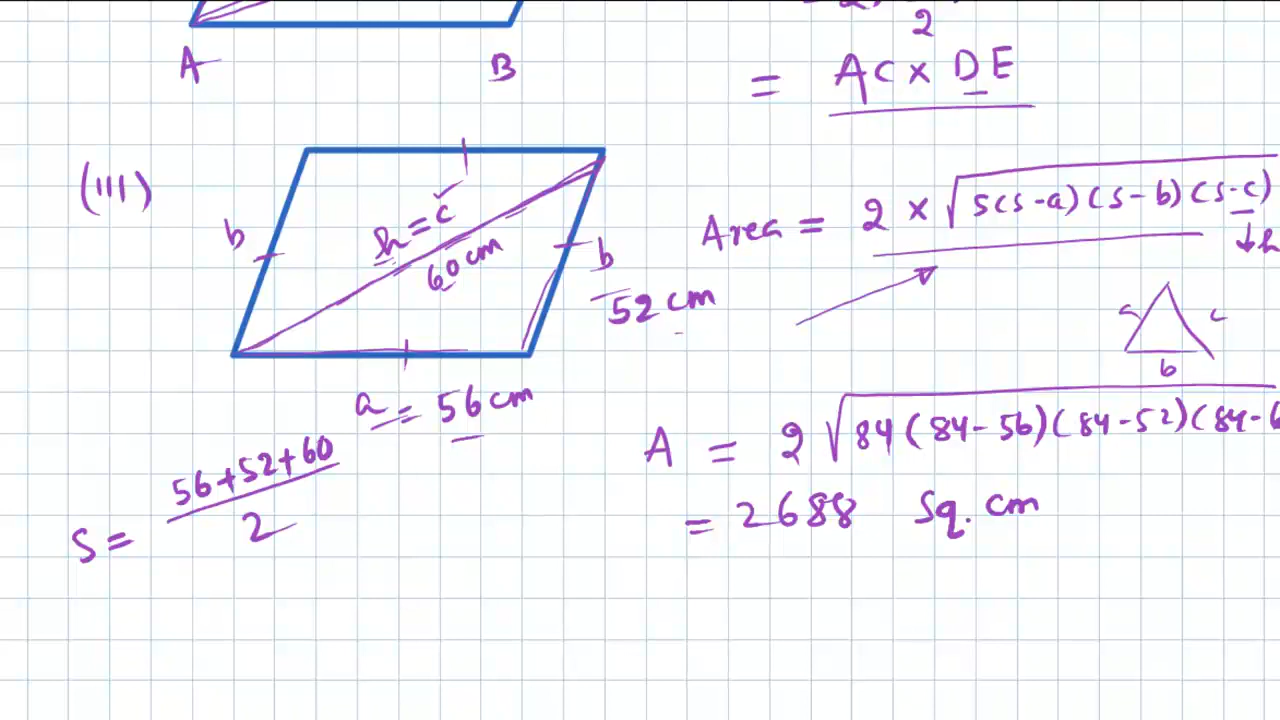 A
B
2
= AC × DE
(III)
b
h = c
60 cm
b
52 cm
a = 56 cm
S = 56+52+60
2
Area = 2 × √s(s-a)(s-b)(s-c)
↓h
c
b
A = 2 √84(84-56)(84-52)(84-6
= 2688 Sq. cm